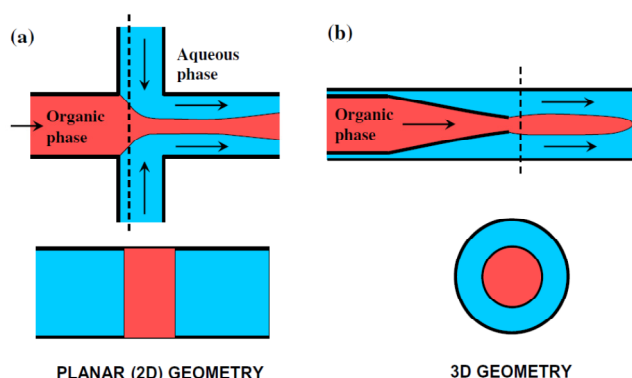 (a)
Aqueous
phase
Organic
phase
PLANAR (2D) GEOMETRY
(b)
Organic
phase
3D GEOMETRY